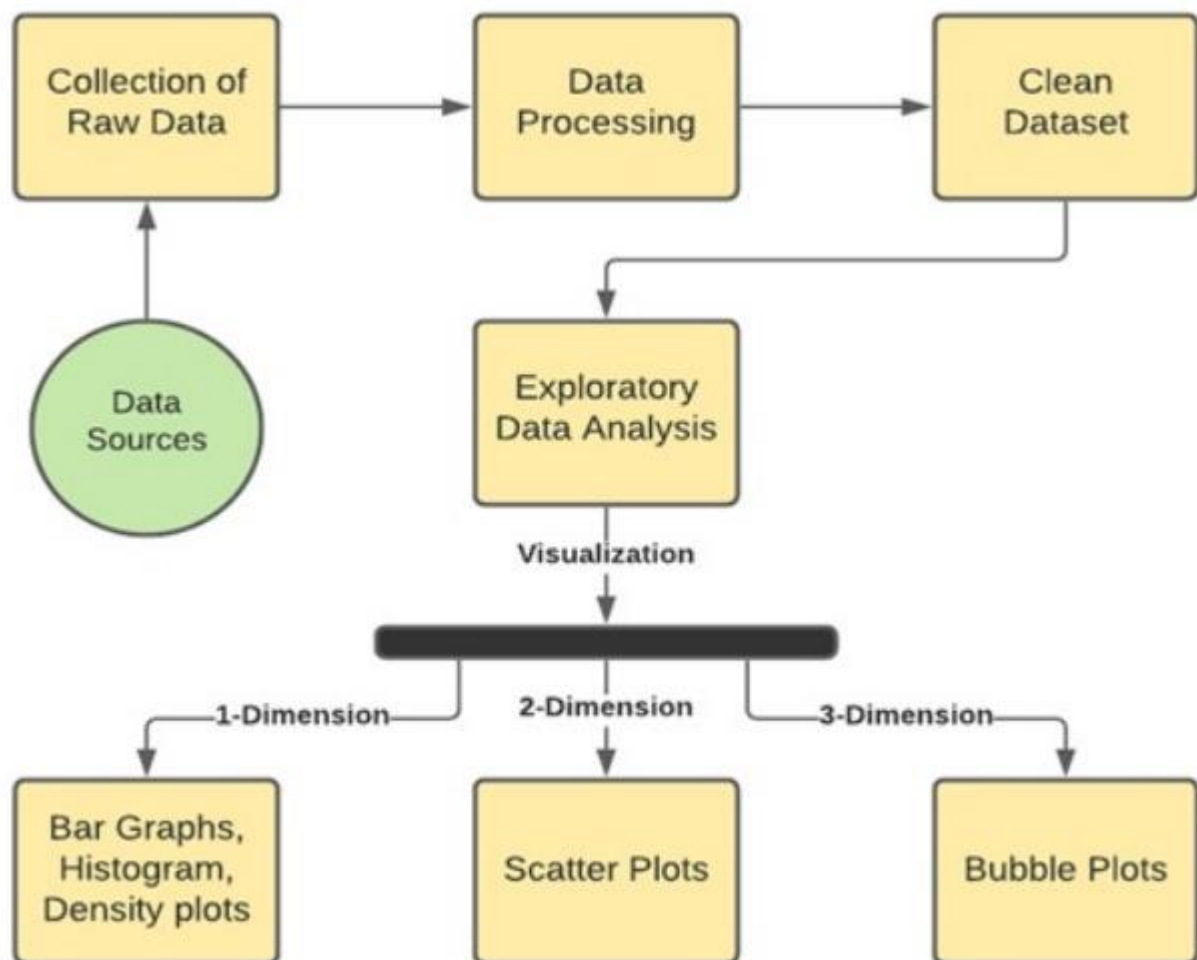 Collection of
Raw Data
Data
Processing
Clean
Dataset
Data
Sources
Exploratory
Data Analysis
Visualization
1-Dimension
2-Dimension
3-Dimension
Bar Graphs,
Histogram,
Density plots
Scatter Plots
Bubble Plots